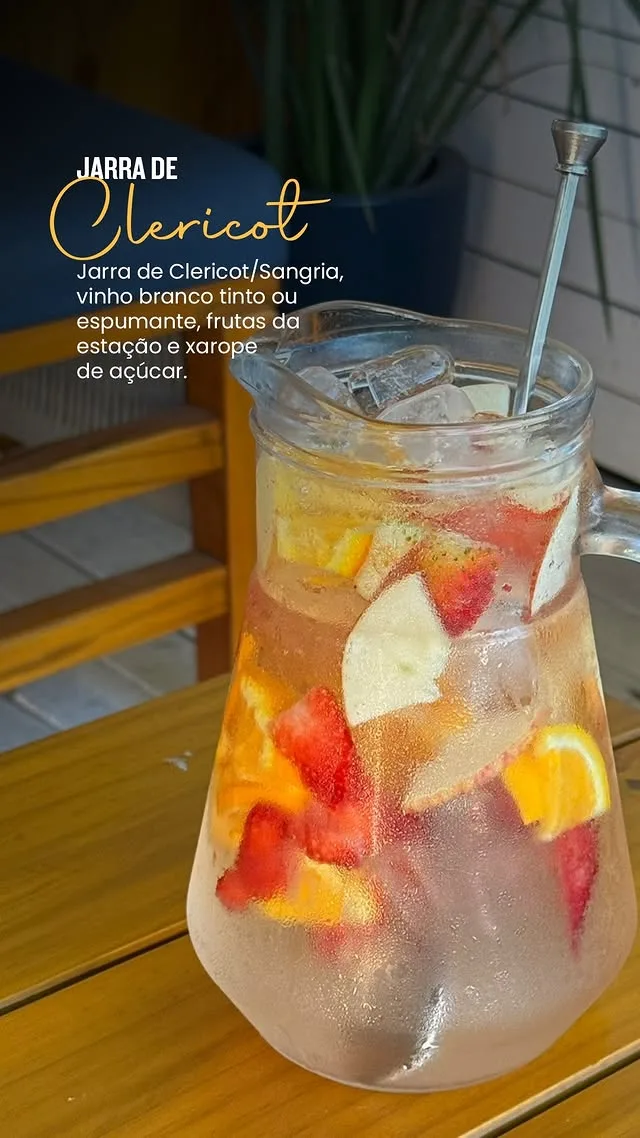 JARRA DE
Clericot
Jarra de Clericot/Sangria,
vinho branco tinto ou
espumante, frutas da
estação e xarope
de açúcar.